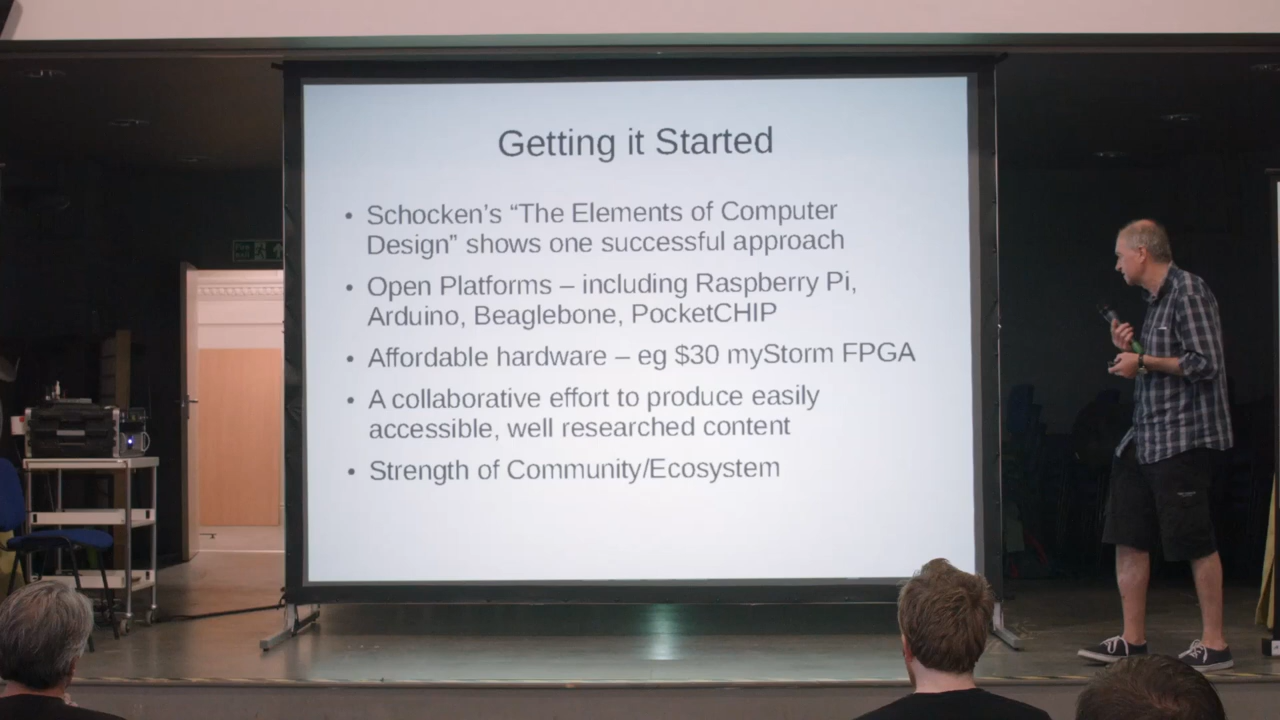 Getting it Started
• Schocken’s “The Elements of Computer
Design” shows one successful approach
• Open Platforms – including Raspberry Pi,
Arduino, Beaglebone, PocketCHIP
• Affordable hardware – eg $30 myStorm FPGA
• A collaborative effort to produce easily
accessible, well researched content
• Strength of Community/Ecosystem